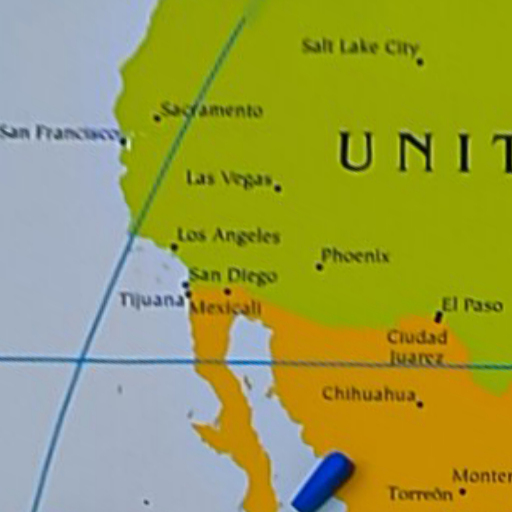 Salt Lake City
Sacramento
San Francisco
UNIT
Las Vegas
Los Angeles
Phoenix
San Diego
Tijuana
Mexicali
El Paso
Ciudad
Juarez
Chihuahua
Monter
Torreón